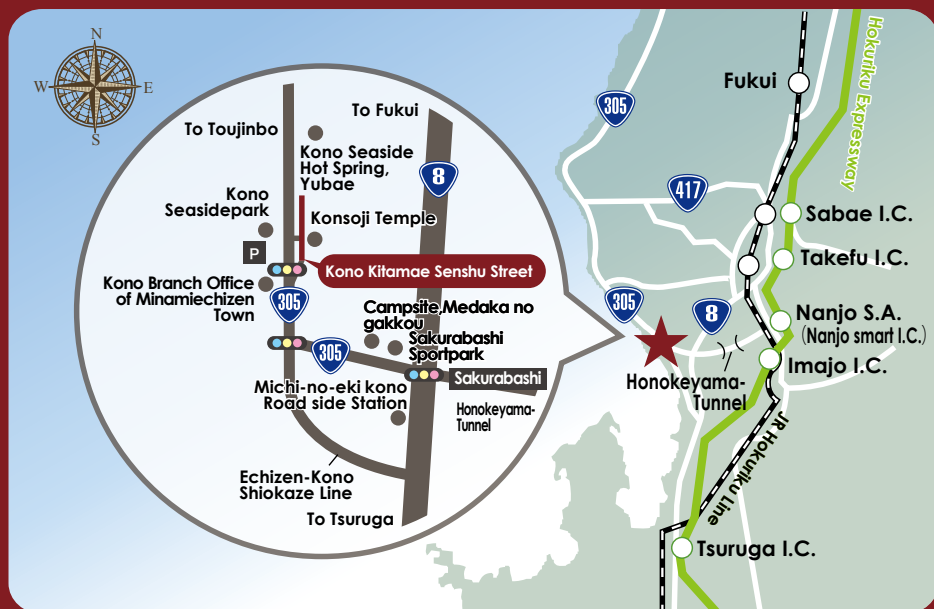 N
W
E
S
To Toujinbo
To Fukui
Kono Seaside
Hot Spring,
Yubae
8
Kono
Seasidepark
Konsoji Temple
P
Kono Kitamae Senshu Street
Kono Branch Office
of Minamiechizen
Town
305
Campsite,Medaka no
gakkou
305
Sakurabashi
Sportpark
Sakurabashi
Michi-no-eki kono
Road side Station
Honokeyama-
Tunnel
Echizen-Kono
Shiokaze Line
To Tsuruga
Hokuriku Expressway
Fukui
305
417
Sabae I.C.
Takefu I.C.
305
8
Nanjo S.A.
(Nanjo smart I.C.)
Imajo I.C.
Honokeyama-
Tunnel
JR Hokuriku Line
Tsuruga I.C.